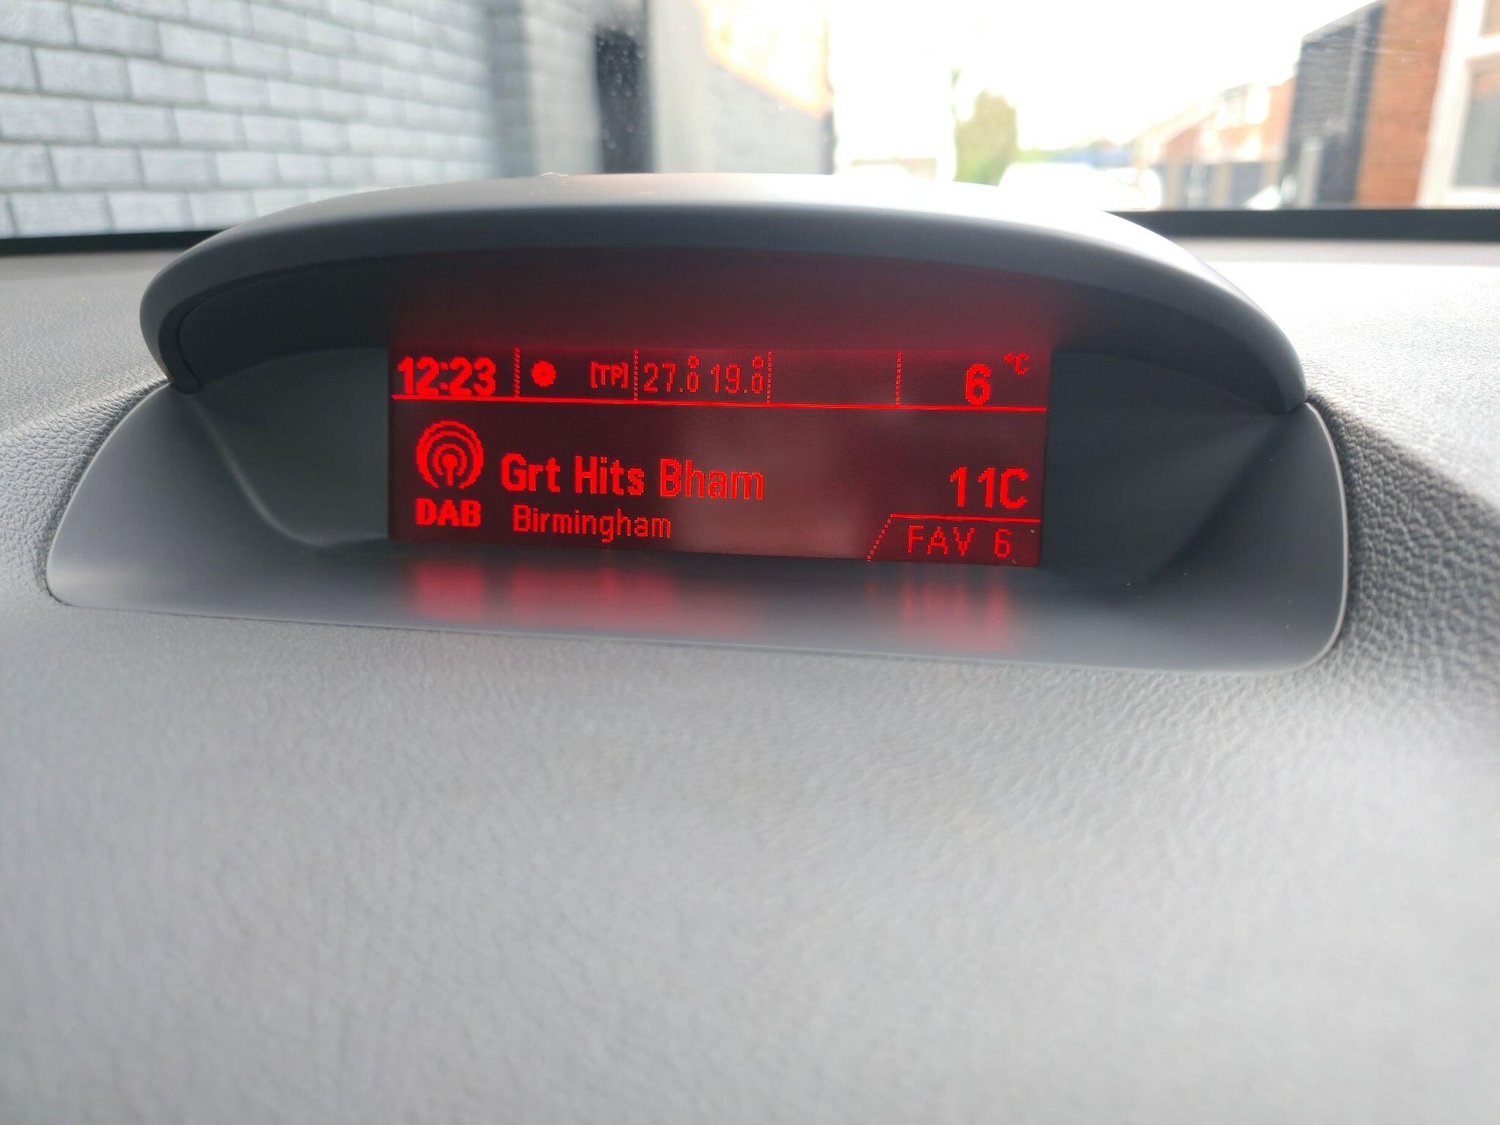 12:23 [TP] 27.0° 19.0° 6°C
DAB
Grt Hits Bham 11C
Birmingham
FAV 6